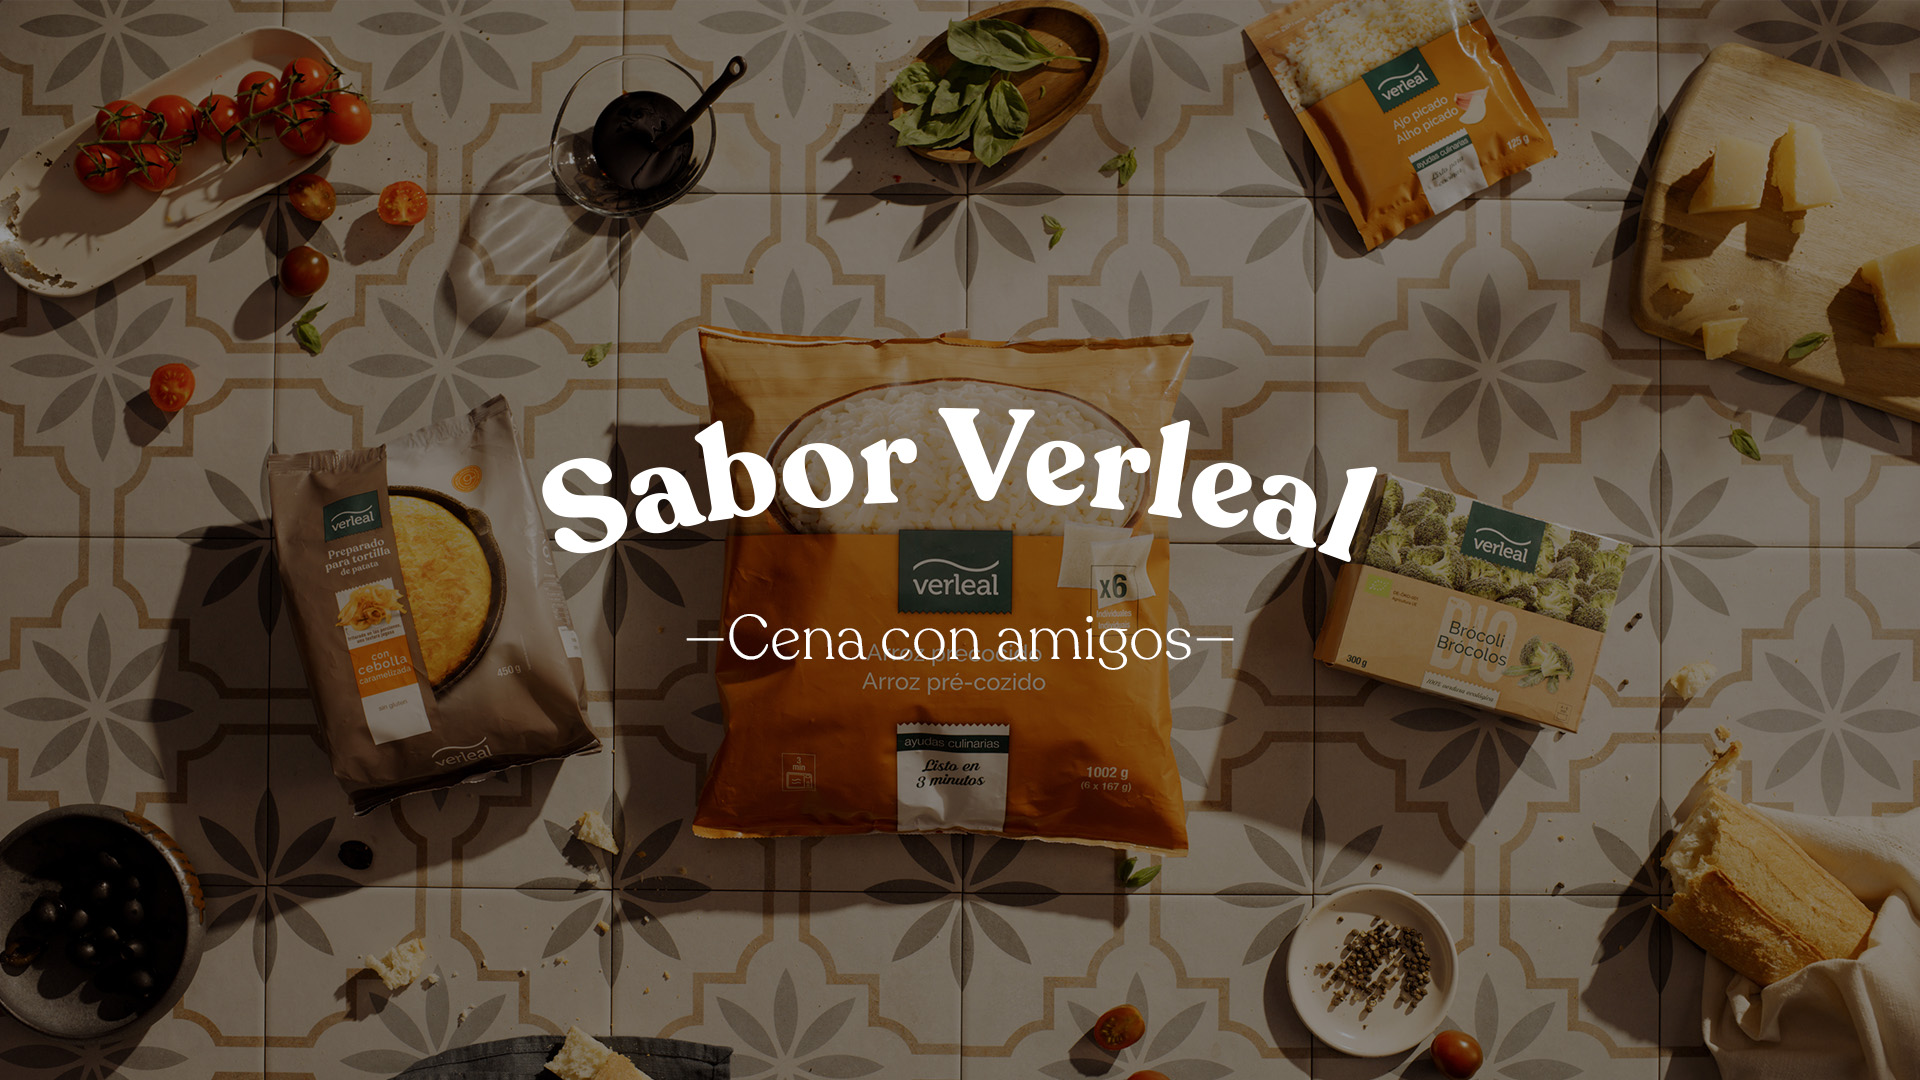 verleal
Ajo picado
Alho picado
ayudas culinarias
125 g
Sabor Verleal
Cena con amigos
verleal
Preparado
para tortilla
de patata
con
cebolla
caramelizada
sin gluten
450 g
verleal
verleal
x6
Arroz precocido
Arroz pré-cozido
ayudas culinarias
Listo en
3 minutos
3
min
1002 g
(6 x 167 g)
verleal
BIO
Brócoli
Brócolos
300 g